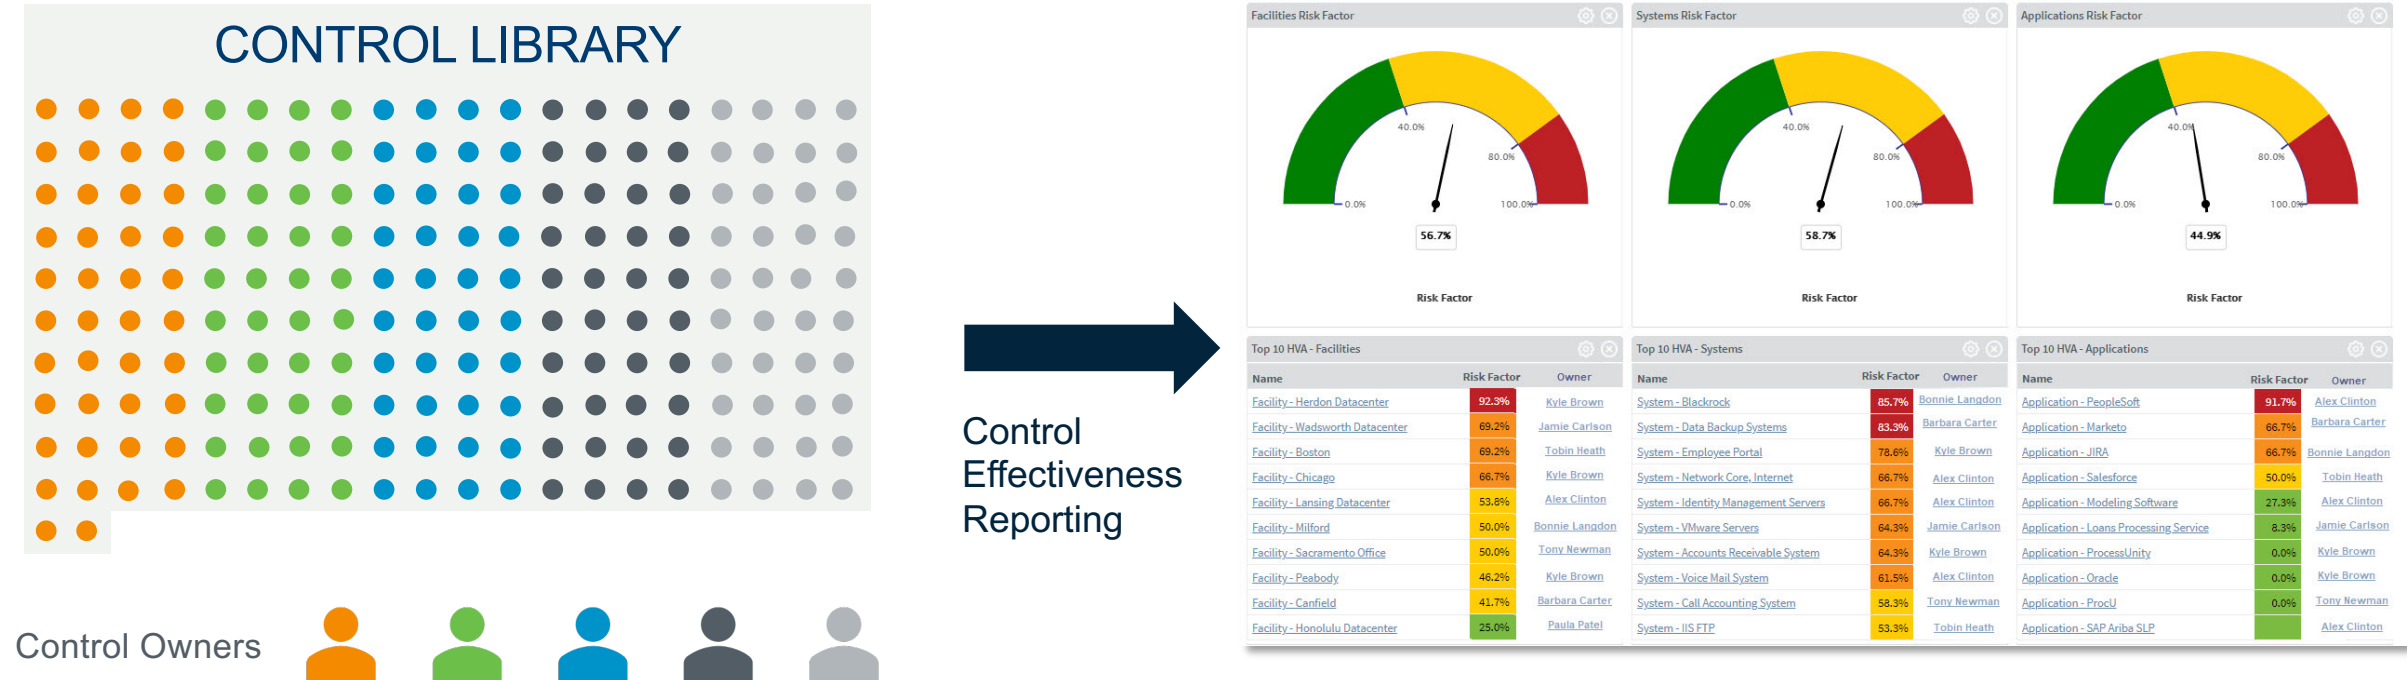 CONTROL LIBRARY
Control Owners
Control
Effectiveness
Reporting
Facilities Risk Factor
0.0%
40.0%
80.0%
100.0%
56.7%
Risk Factor
Systems Risk Factor
0.0%
40.0%
80.0%
100.0%
58.7%
Risk Factor
Applications Risk Factor
0.0%
40.0%
80.0%
100.0%
44.9%
Risk Factor
Top 10 HVA - Facilities
Name Risk Factor Owner
Facility - Herdon Datacenter 92.3% Kyle Brown
Facility - Wadsworth Datacenter 69.2% Jamie Carlson
Facility - Boston 69.2% Tobin Heath
Facility - Chicago 66.7% Kyle Brown
Facility - Lansing Datacenter 53.8% Alex Clinton
Facility - Milford 50.0% Bonnie Langdon
Facility - Sacramento Office 50.0% Tony Newman
Facility - Peabody 46.2% Kyle Brown
Facility - Canfield 41.7% Barbara Carter
Facility - Honolulu Datacenter 25.0% Paula Patel
Top 10 HVA - Systems
Name Risk Factor Owner
System - Blackrock 85.7% Bonnie Langdon
System - Data Backup Systems 83.3% Barbara Carter
System - Employee Portal 78.6% Kyle Brown
System - Network Core, Internet 66.7% Alex Clinton
System - Identity Management Servers 66.7% Alex Clinton
System - VMware Servers 64.3% Jamie Carlson
System - Accounts Receivable System 64.3% Kyle Brown
System - Voice Mail System 61.5% Alex Clinton
System - Call Accounting System 58.3% Tony Newman
System - IIS FTP 53.3% Tobin Heath
Top 10 HVA - Applications
Name Risk Factor Owner
Application - PeopleSoft 91.7% Alex Clinton
Application - Marketo 66.7% Barbara Carter
Application - JIRA 66.7% Bonnie Langdon
Application - Salesforce 50.0% Tobin Heath
Application - Modeling Software 27.3% Alex Clinton
Application - Loans Processing Service 8.3% Jamie Carlson
Application - ProcessUnity 0.0% Kyle Brown
Application - Oracle 0.0% Kyle Brown
Application - ProcU 0.0% Tony Newman
Application - SAP Ariba SLP Alex Clinton